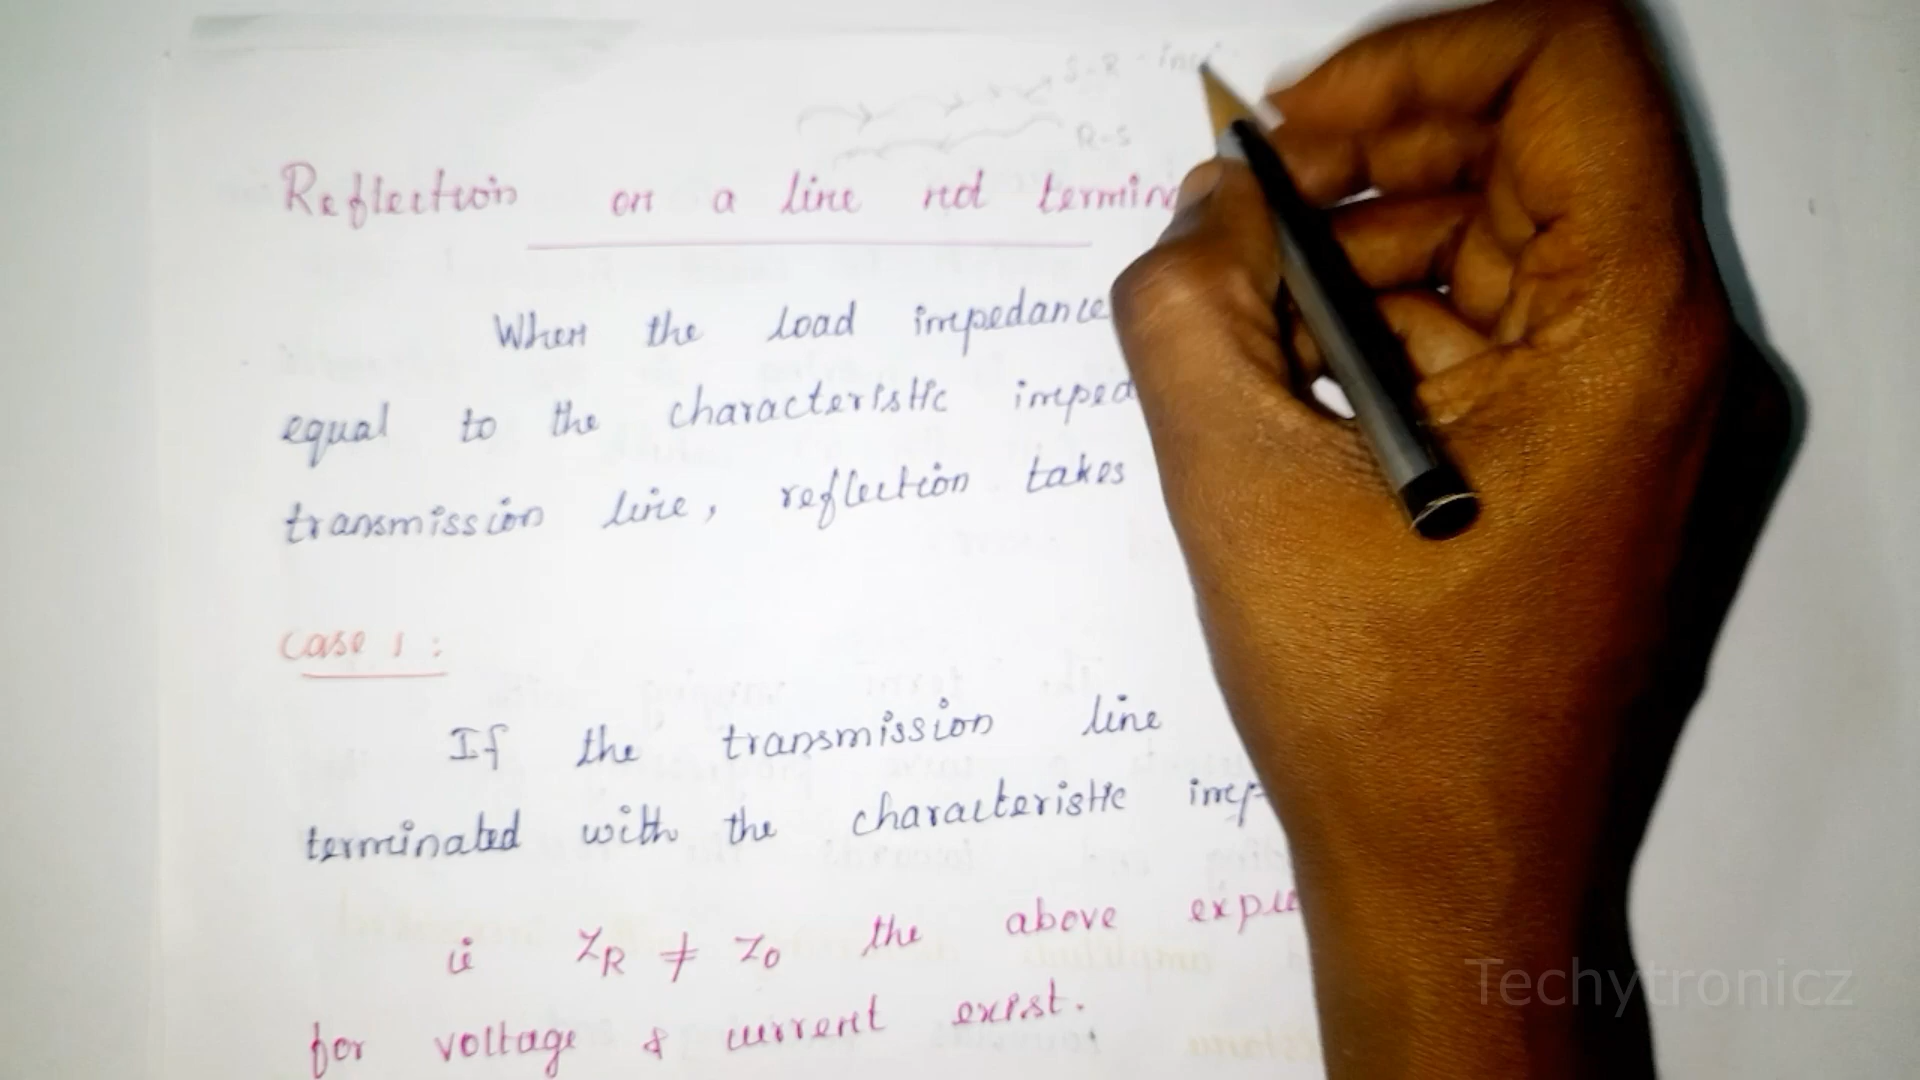 S-R - inci
R-S
Reflection on a line not termina
When the load impedance
equal to the characteristic imped
transmission line, reflection takes
Case 1 :
If the transmission line
terminated with the characteristic imp
ie ZR ≠ Z0 the above expre
for voltage & current exist.
Techytronicz